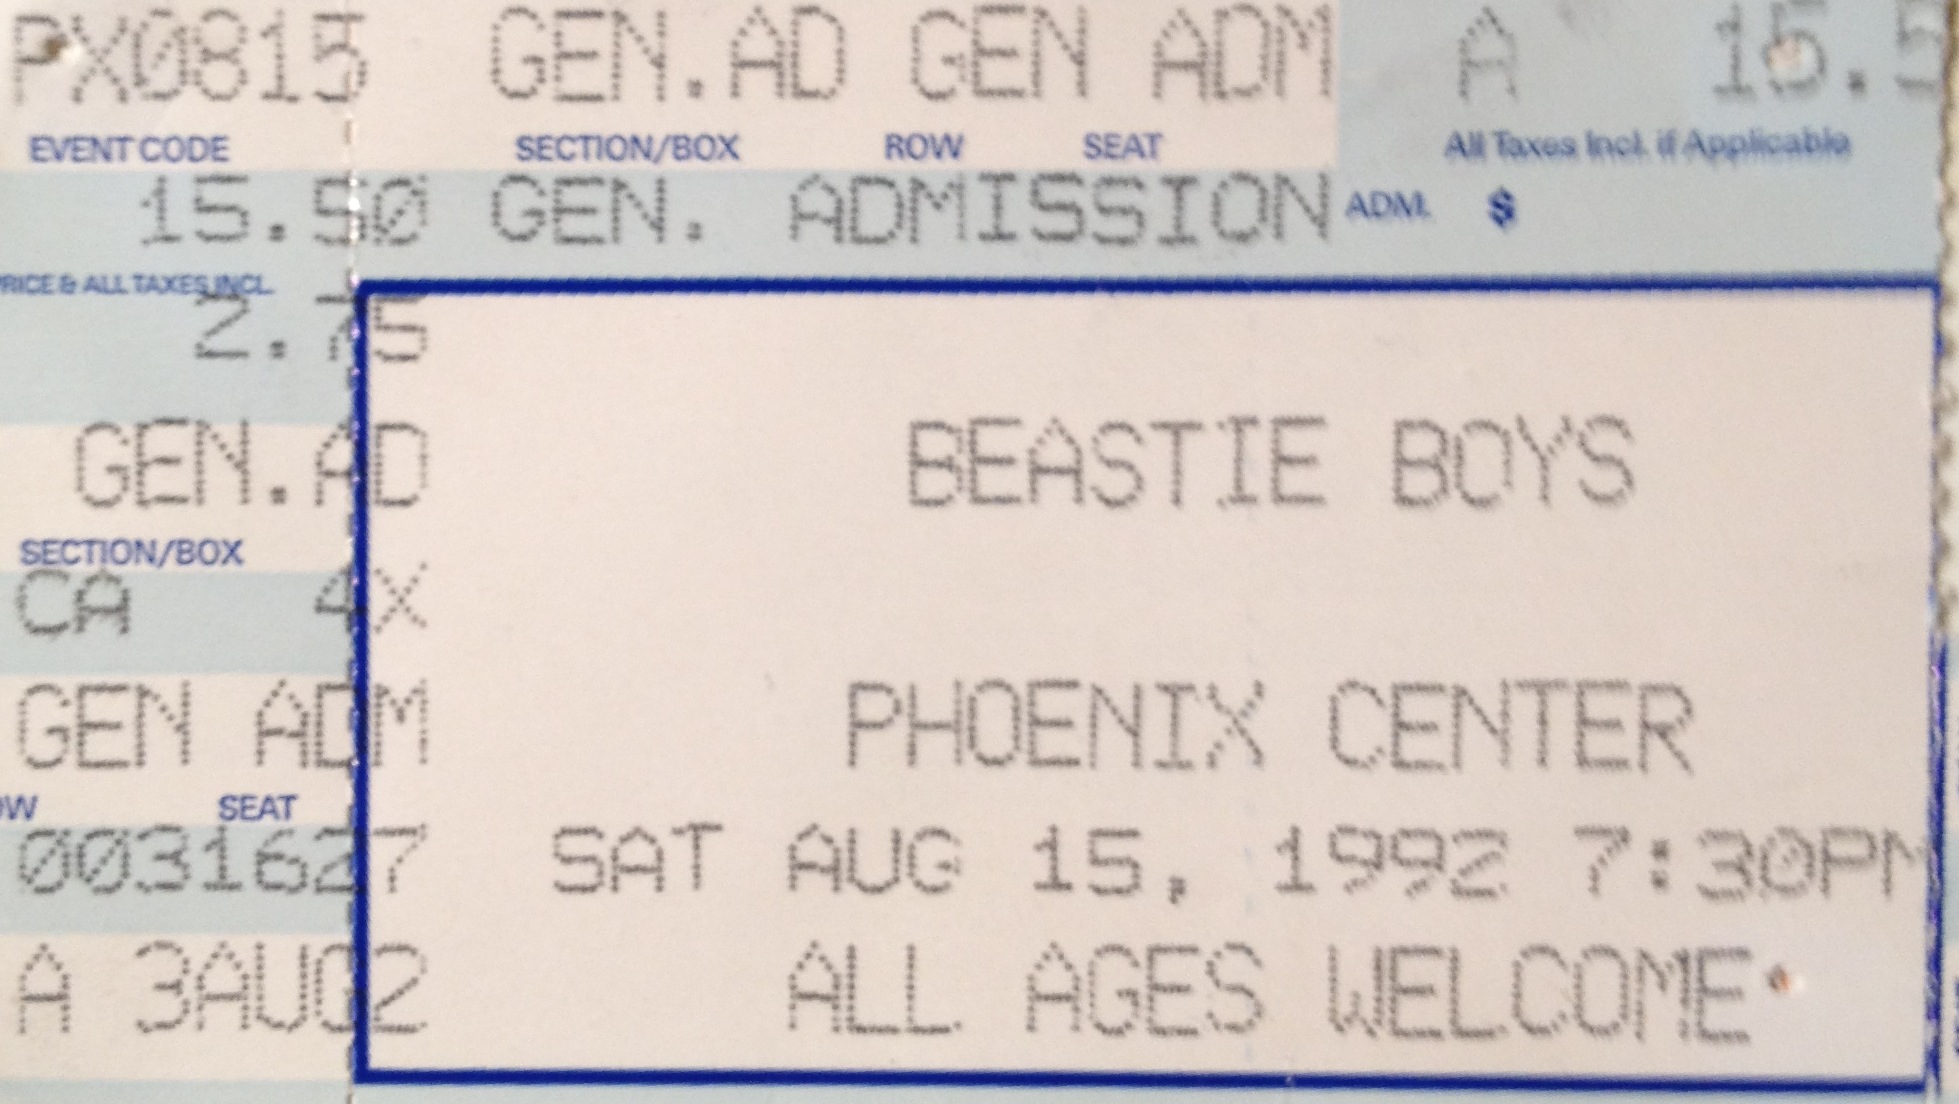 PX0815 GEN.AD GEN ADM A 15.5
EVENT CODE SECTION/BOX ROW SEAT All Taxes Incl. if Applicable
15.50 GEN. ADMISSION ADM. $
PRICE & ALL TAXES INCL.
2.75
GEN.AD BEASTIE BOYS
SECTION/BOX
CA 4X
GEN ADM PHOENIX CENTER
OW SEAT
0031627 SAT AUG 15, 1992 7:30PM
A 3AUG2 ALL AGES WELCOME